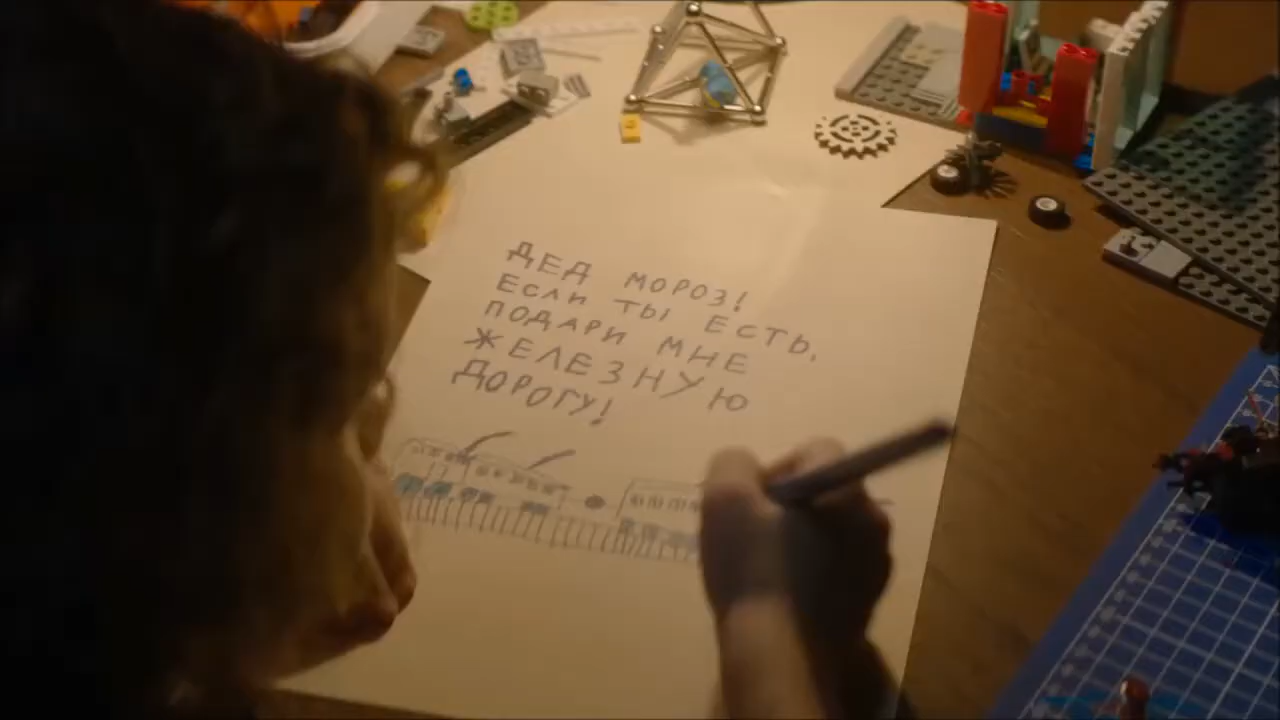 ДЕД МОРОЗ!
ЕСЛИ ТЫ ЕСТЬ,
ПОДАРИ МНЕ
ЖЕЛЕЗНУЮ
ДОРОГУ!